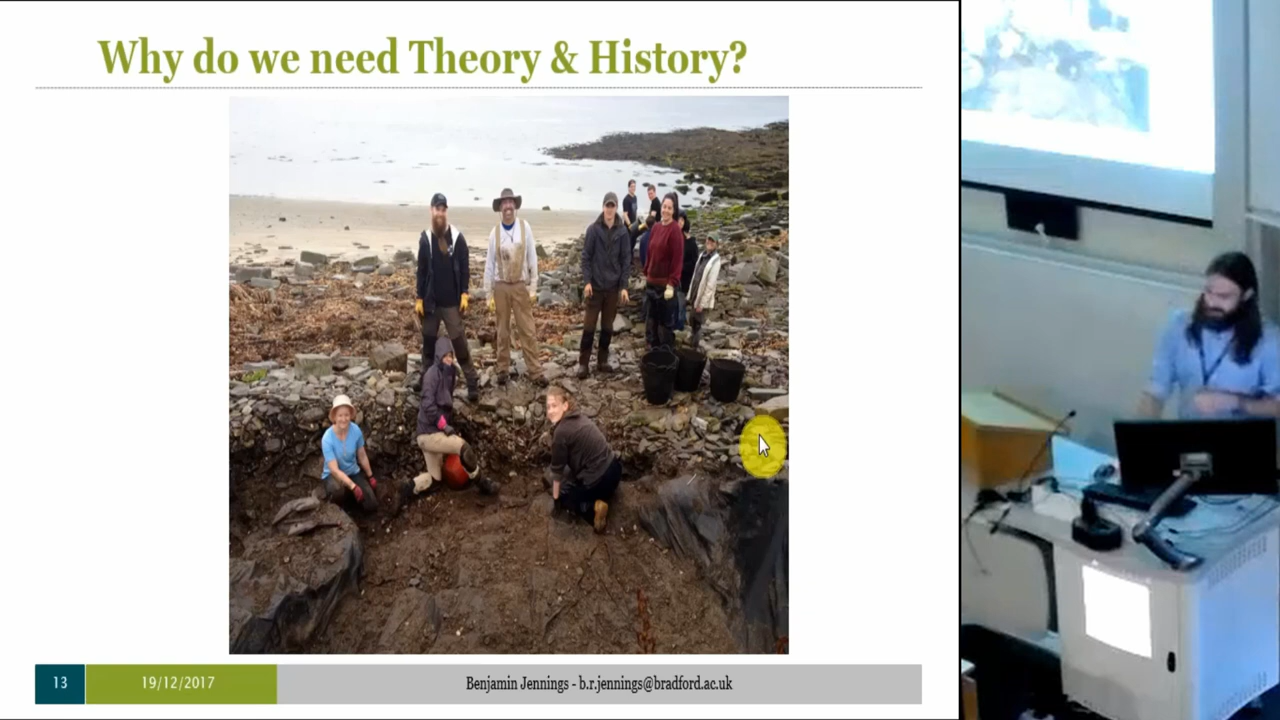 Why do we need Theory & History?
13
19/12/2017
Benjamin Jennings - b.r.jennings@bradford.ac.uk